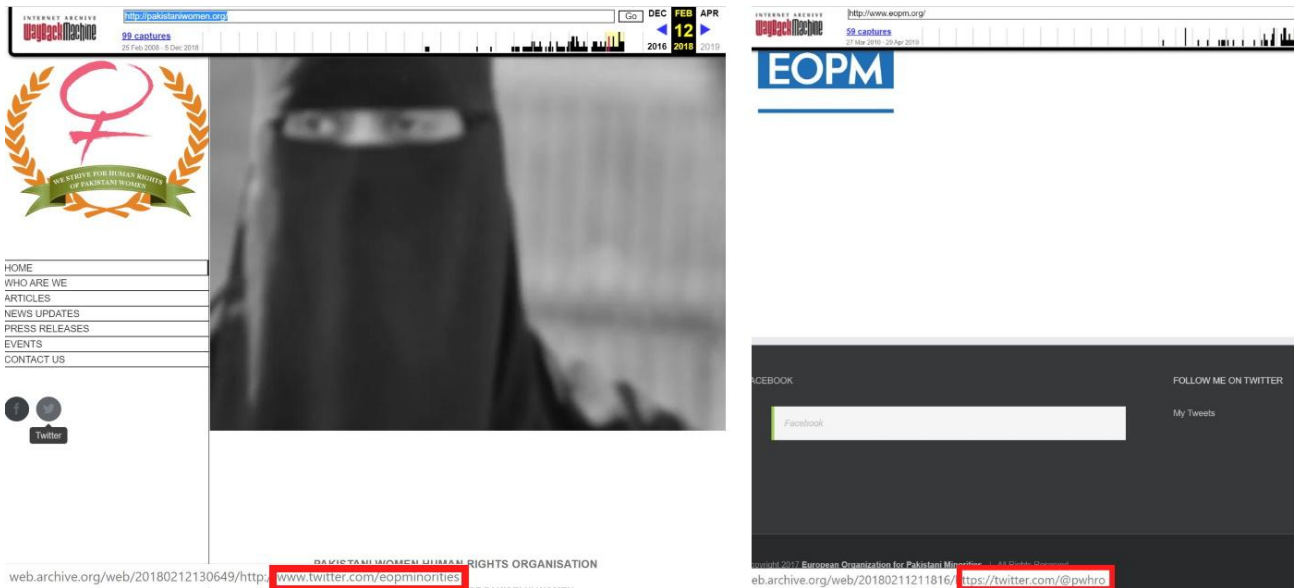 INTERNET ARCHIVE
WayBackMachine
http://pakistaniwomen.org/
Go
99 captures
25 Feb 2008 - 5 Dec 2018
DEC FEB APR
12
2016 2018 2019
WE STRIVE FOR HUMAN RIGHTS
OF PAKISTANI WOMEN
HOME
WHO ARE WE
ARTICLES
NEWS UPDATES
PRESS RELEASES
EVENTS
CONTACT US
f
Twitter
PAKISTANI WOMEN HUMAN RIGHTS ORGANISATION
web.archive.org/web/20180212130649/http:/ www.twitter.com/eopminorities
INTERNET ARCHIVE
WayBackMachine
http://www.eopm.org/
59 captures
27 Mar 2010 - 29 Apr 2019
EOPM
ACEBOOK
Facebook
FOLLOW ME ON TWITTER
My Tweets
opyright 2017 European Organization for Pakistani Minorities | All Rights Reserved
eb.archive.org/web/20180211211816/ ttps://twitter.com/@pwhro